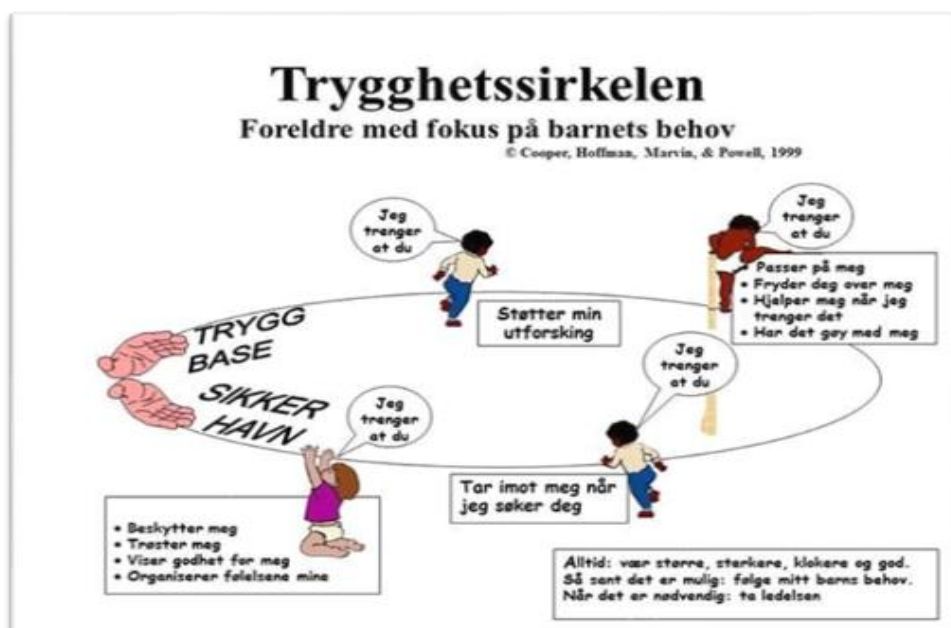 Trygghetssirkelen
Foreldre med fokus på barnets behov
© Cooper, Hoffman, Marvin, & Powell, 1999
Jeg
trenger
at du
Støtter min
utforsking
Jeg
trenger
at du
• Passer på meg
• Fryder deg over meg
• Hjelper meg når jeg
trenger det
• Har det gøy med meg
TRYGG
BASE
SIKKER
HAVN
Jeg
trenger
at du
Tar imot meg når
jeg søker deg
Jeg
trenger
at du
• Beskytter meg
• Trøster meg
• Viser godhet for meg
• Organiserer følelsene mine
Alltid: vær større, sterkere, klokere og god.
Så sant det er mulig: følge mitt barns behov.
Når det er nødvendig: ta ledelsen